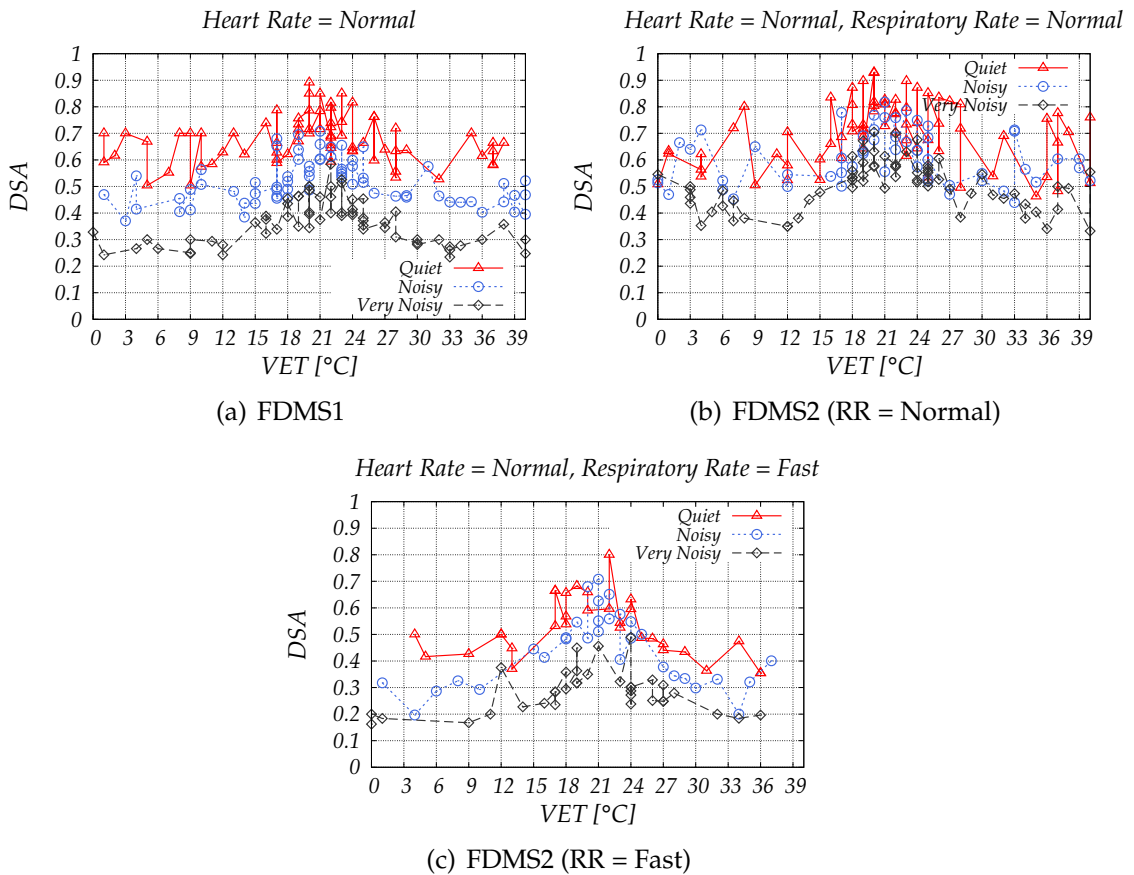 Heart Rate = Normal
1
0.9
0.8
0.7
0.6
0.5
0.4
0.3
0.2
0.1
0
DSA
Quiet
Noisy
Very Noisy
0 3 6 9 12 15 18 21 24 27 30 33 36 39
VET [°C]
(a) FDMS1
Heart Rate = Normal, Respiratory Rate = Normal
1
0.9
0.8
0.7
0.6
0.5
0.4
0.3
0.2
0.1
0
DSA
Quiet
Noisy
Very Noisy
0 3 6 9 12 15 18 21 24 27 30 33 36 39
VET [°C]
(b) FDMS2 (RR = Normal)
Heart Rate = Normal, Respiratory Rate = Fast
1
0.9
0.8
0.7
0.6
0.5
0.4
0.3
0.2
0.1
0
DSA
Quiet
Noisy
Very Noisy
0 3 6 9 12 15 18 21 24 27 30 33 36 39
VET [°C]
(c) FDMS2 (RR = Fast)